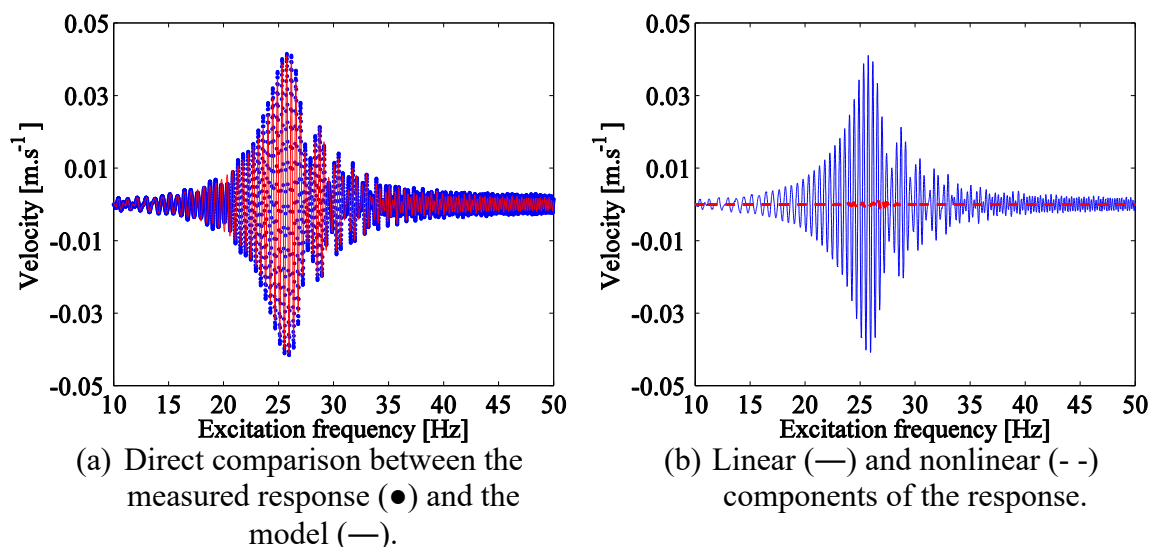 0.05
0.03
0.01
-0.01
-0.03
-0.05
Velocity [m.s-1 ]
10 15 20 25 30 35 40 45 50
Excitation frequency [Hz]
(a) Direct comparison between the
measured response (●) and the
model (—).
0.05
0.03
0.01
-0.01
-0.03
-0.05
Velocity [m.s-1 ]
10 15 20 25 30 35 40 45 50
Excitation frequency [Hz]
(b) Linear (—) and nonlinear (- -)
components of the response.